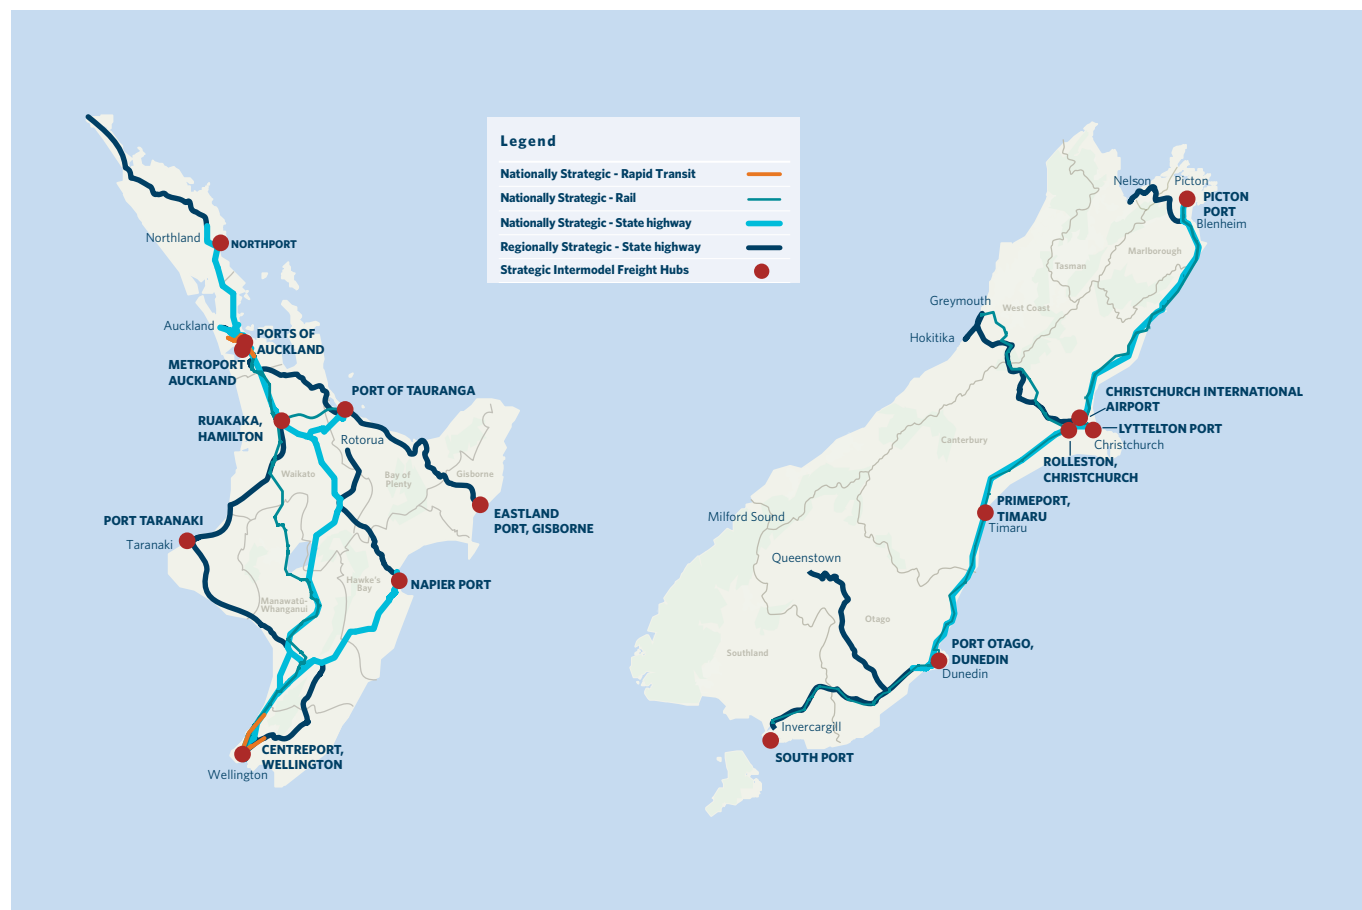 Legend
Nationally Strategic - Rapid Transit
Nationally Strategic - Rail
Nationally Strategic - State highway
Regionally Strategic - State highway
Strategic Intermodel Freight Hubs
Northland
NORTHPORT
Auckland
PORTS OF
AUCKLAND
METROPORT
AUCKLAND
PORT OF TAURANGA
RUAKAKA,
HAMILTON
Rotorua
Waikato
Bay of
Plenty
Gisborne
EASTLAND
PORT, GISBORNE
PORT TARANAKI
Taranaki
Hawke's
Bay
NAPIER PORT
Manawatū-
Whanganui
CENTREPORT,
WELLINGTON
Wellington
Nelson
Picton
PICTON
PORT
Blenheim
Marlborough
Tasman
West Coast
Greymouth
Hokitika
CHRISTCHURCH INTERNATIONAL
AIRPORT
LYTTELTON PORT
Christchurch
Canterbury
ROLLESTON,
CHRISTCHURCH
PRIMEPORT,
TIMARU
Timaru
Milford Sound
Queenstown
Otago
Southland
PORT OTAGO,
DUNEDIN
Dunedin
Invercargill
SOUTH PORT